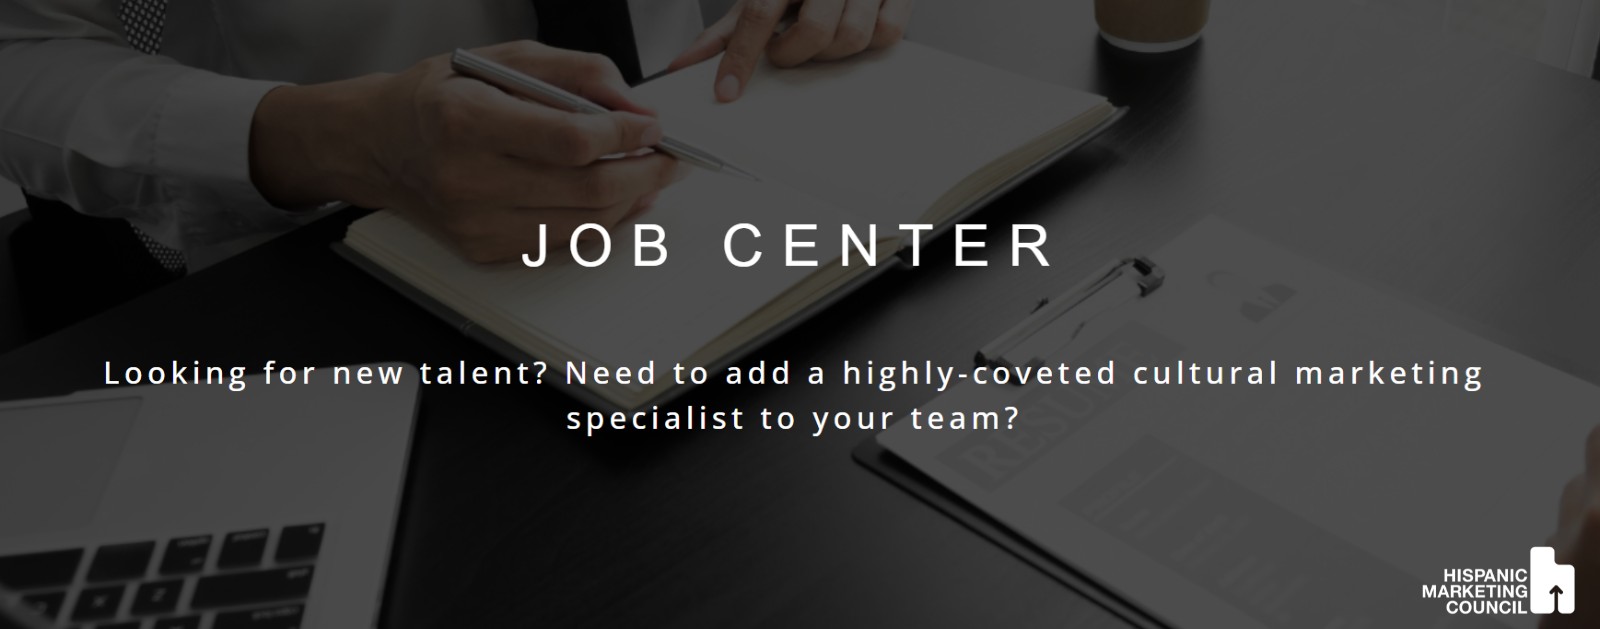 JOB CENTER
Looking for new talent? Need to add a highly-coveted cultural marketing
specialist to your team?
RESUME
HISPANIC
MARKETING
COUNCIL